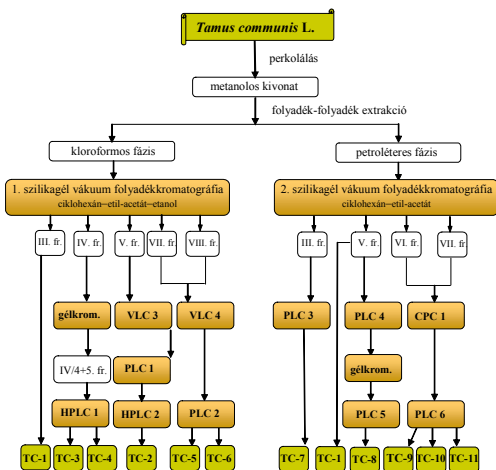 Tamus communis L.
perkolálás
metanolos kivonat
folyadék-folyadék extrakció
kloroformos fázis
petroléteres fázis
1. szilikagél vákuum folyadékkromatográfia
ciklohexán–etil-acetát–etanol
2. szilikagél vákuum folyadékkromatográfia
ciklohexán–etil-acetát
III. fr.
IV. fr.
V. fr.
VII. fr.
VIII. fr.
III. fr.
V. fr.
VI. fr.
VII. fr.
gélkrom.
VLC 3
VLC 4
PLC 3
PLC 4
CPC 1
IV/4+5. fr.
PLC 1
gélkrom.
HPLC 1
HPLC 2
PLC 2
PLC 5
PLC 6
TC-1
TC-3
TC-4
TC-2
TC-5
TC-6
TC-7
TC-1
TC-8
TC-9
TC-10
TC-11